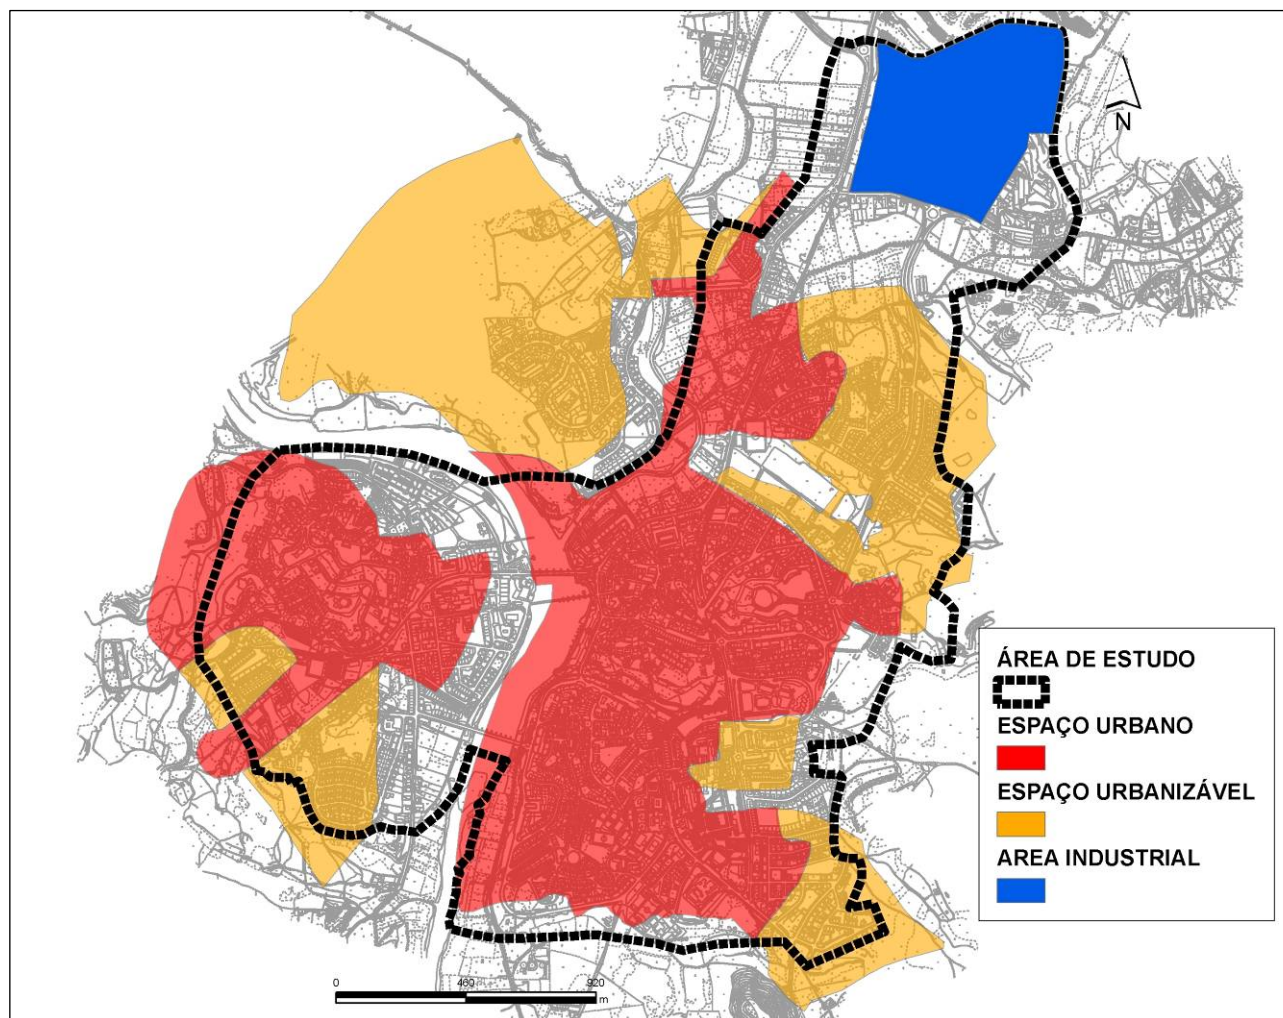 N
ÁREA DE ESTUDO
ESPAÇO URBANO
ESPAÇO URBANIZÁVEL
AREA INDUSTRIAL
0 460 920
m